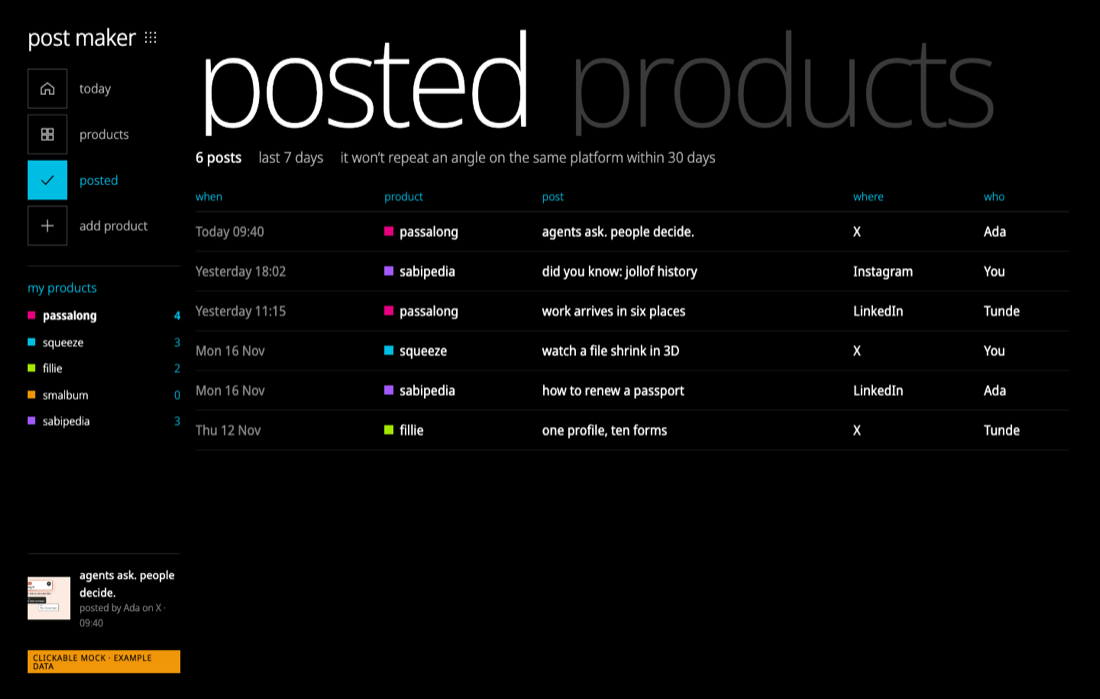 post maker
today
products
posted
add product
my products
passalong 4
squeeze 3
fillie 2
smalbum 0
sabipedia 3
agents ask. people
decide.
posted by Ada on X ·
09:40
CLICKABLE MOCK · EXAMPLE
DATA
posted products
6 posts last 7 days it won't repeat an angle on the same platform within 30 days
when product post where who
Today 09:40 passalong agents ask. people decide. X Ada
Yesterday 18:02 sabipedia did you know: jollof history Instagram You
Yesterday 11:15 passalong work arrives in six places LinkedIn Tunde
Mon 16 Nov squeeze watch a file shrink in 3D X You
Mon 16 Nov sabipedia how to renew a passport LinkedIn Ada
Thu 12 Nov fillie one profile, ten forms X Tunde